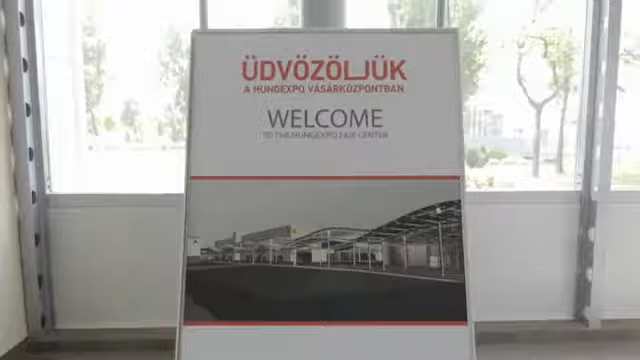 ÜDVÖZÖLJÜK
A HUNGEXPO VÁSÁRKÖZPONTBAN
WELCOME
TO THE HUNGEXPO FAIR CENTER